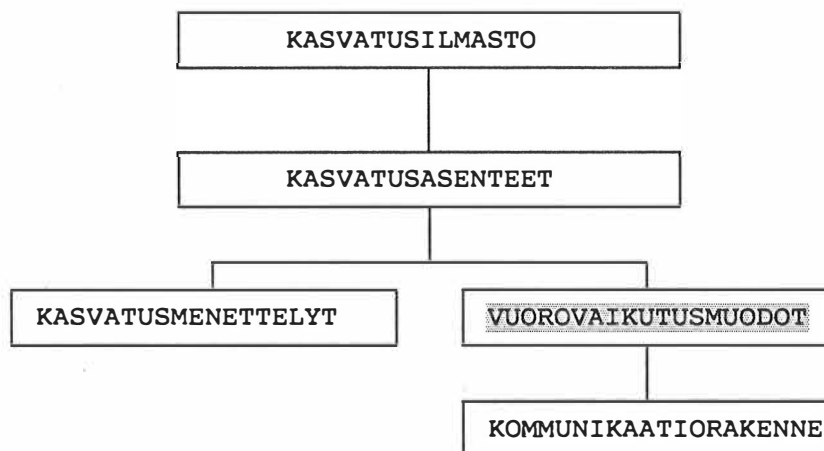 KASVATUSILMASTO
KASVATUSASENTEET
KASVATUSMENETTELYT
VUOROVAIKUTUSMUODOT
KOMMUNIKAATIORAKENNE